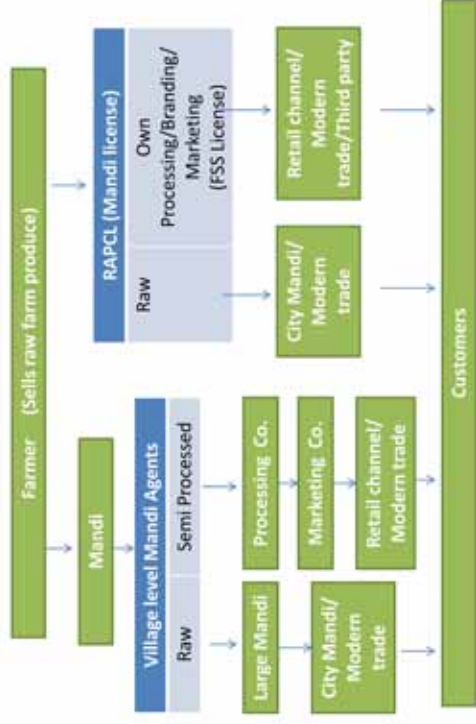 Farmer (Sells raw farm produce)
Mandi
Village level Mandi Agents
Raw
Semi Processed
Large Mandi
City Mandi/
Modern
trade
Processing Co.
Marketing Co.
Retail channel/
Modern trade
RAPCL (Mandi license)
Raw
Own
Processing/Branding/
Marketing
(FSS License)
City Mandi/
Modern
trade
Retail channel/
Modern
trade/Third party
Customers